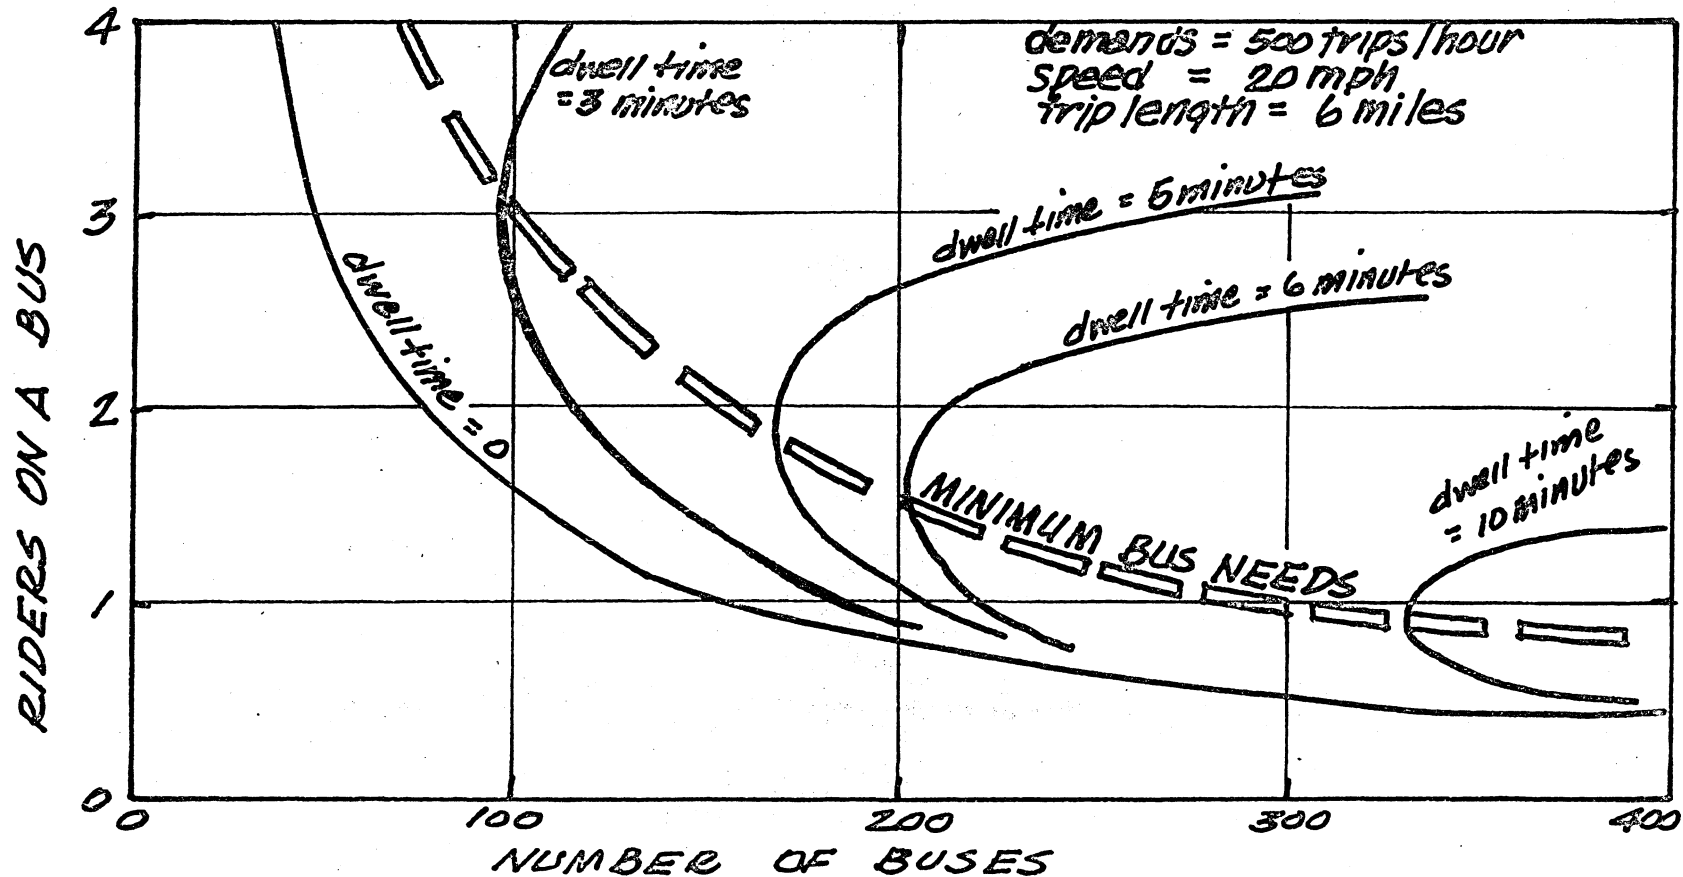 4
3
2
1
0
RIDERS ON A BUS
demands = 500 trips/hour
speed = 20 mph
trip length = 6 miles
dwell time
=3 minutes
dwell time = 5 minutes
dwell time = 6 minutes
dwell time = 0
dwell time
= 10 minutes
MINIMUM BUS NEEDS
0 100 200 300 400
NUMBER OF BUSES